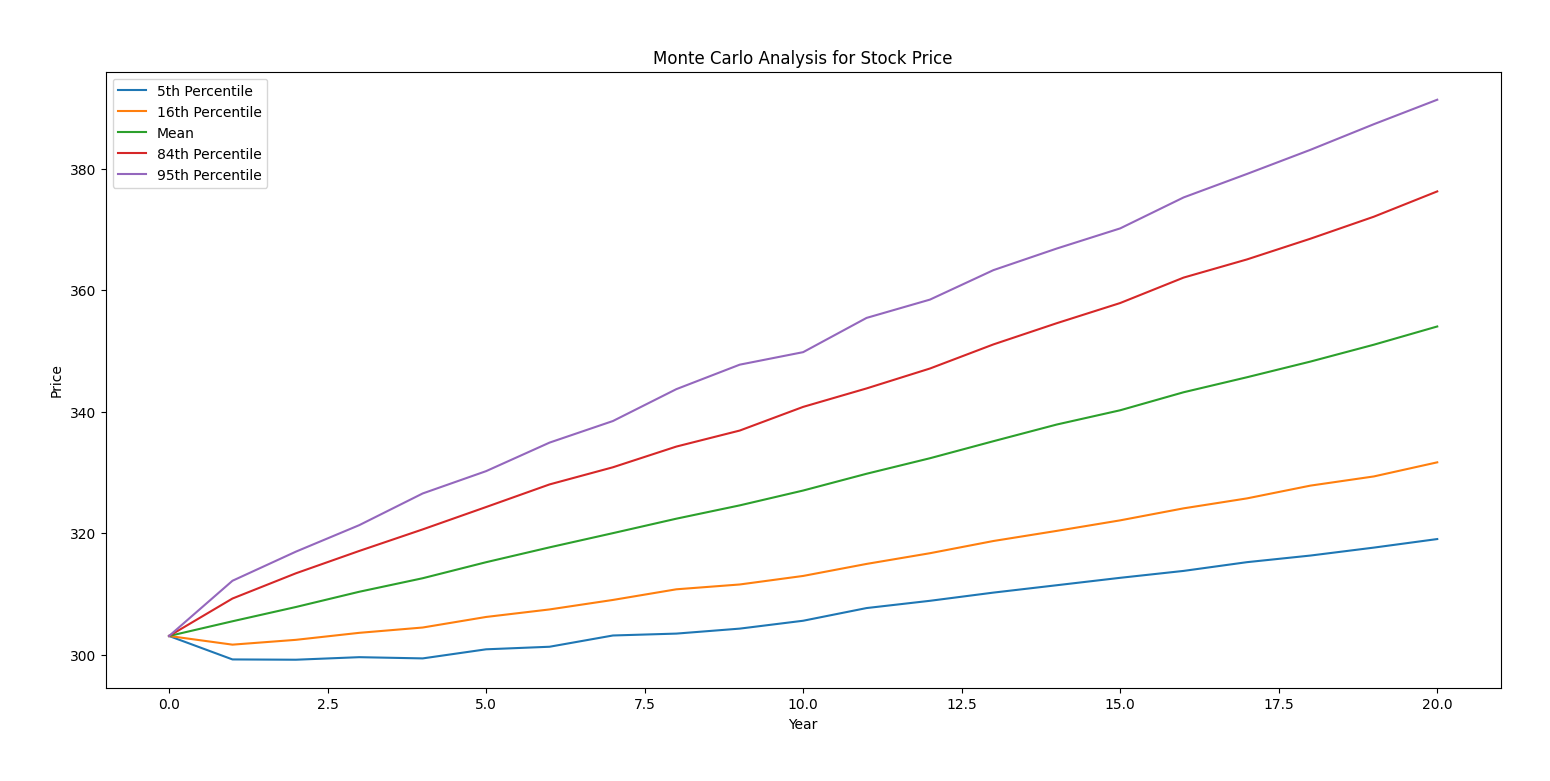 Monte Carlo Analysis for Stock Price
5th Percentile
16th Percentile
Mean
84th Percentile
95th Percentile
380
360
340
320
300
Price
0.0 2.5 5.0 7.5 10.0 12.5 15.0 17.5 20.0
Year